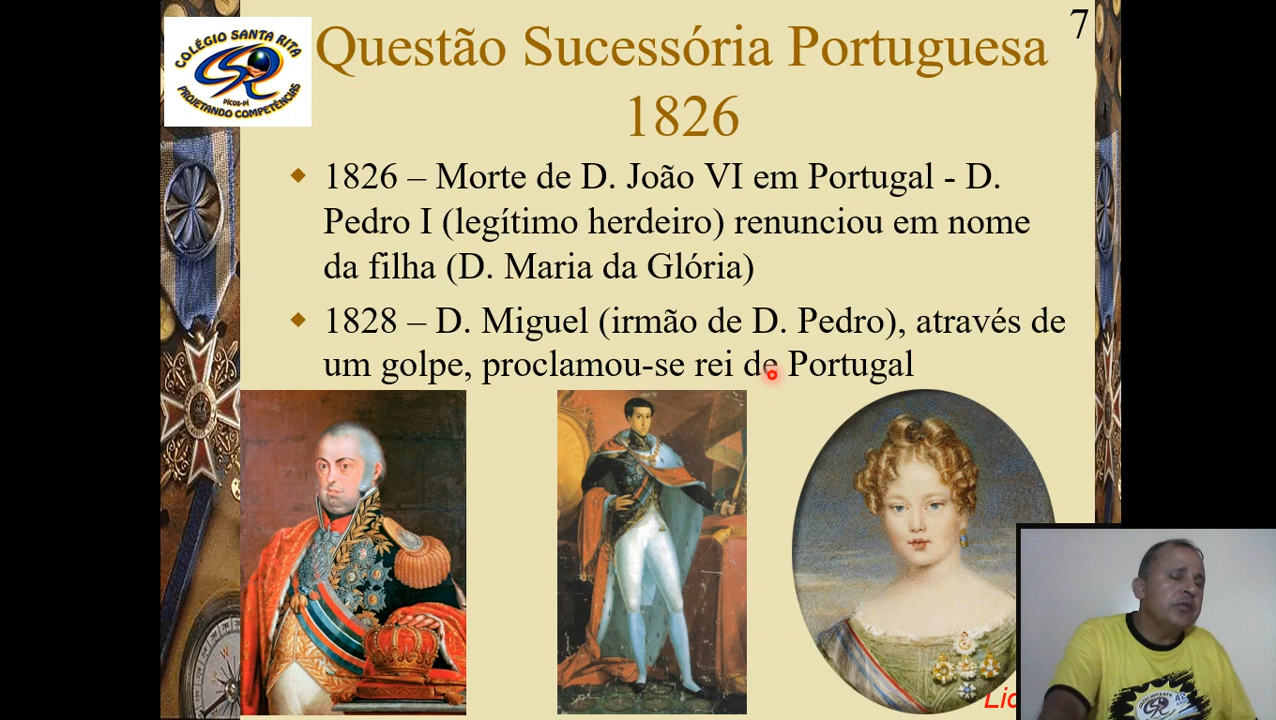 7
COLÉGIO SANTA RITA
PICOS-PI
PROJETANDO COMPETÊNCIAS
Questão Sucessória Portuguesa
1826
1826 – Morte de D. João VI em Portugal - D.
Pedro I (legítimo herdeiro) renunciou em nome
da filha (D. Maria da Glória)
1828 – D. Miguel (irmão de D. Pedro), através de
um golpe, proclamou-se rei de Portugal